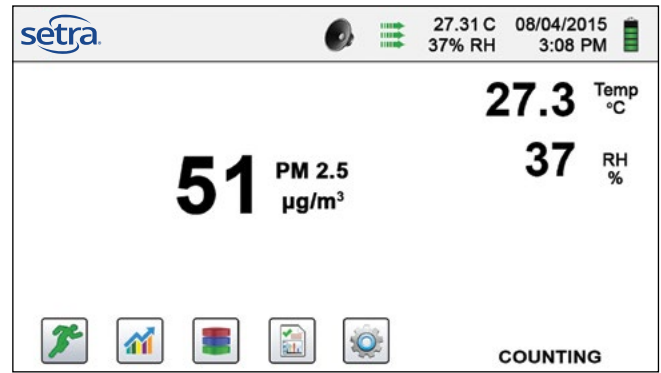 setra.
27.31 C 08/04/2015
37% RH 3:08 PM
27.3 Temp °C
51 PM 2.5 µg/m³
37 RH %
COUNTING